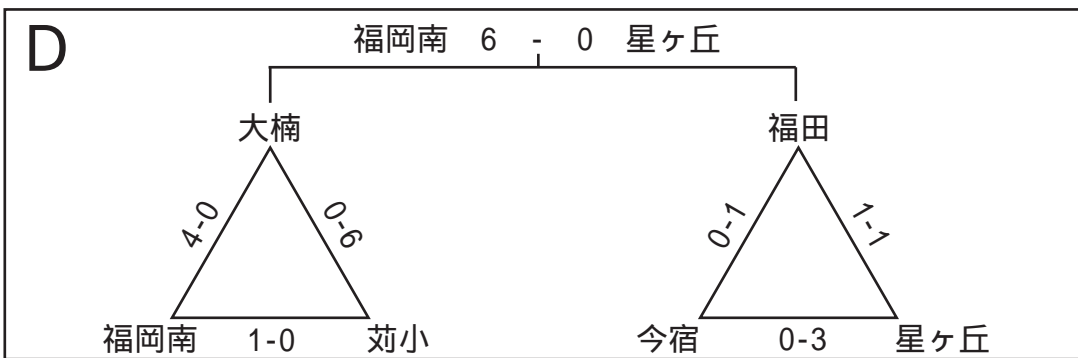 D
福岡南 6 - 0 星ヶ丘
大楠
福田
4-0
0-6
0-1
1-1
福岡南 1-0 苅小
今宿 0-3 星ヶ丘